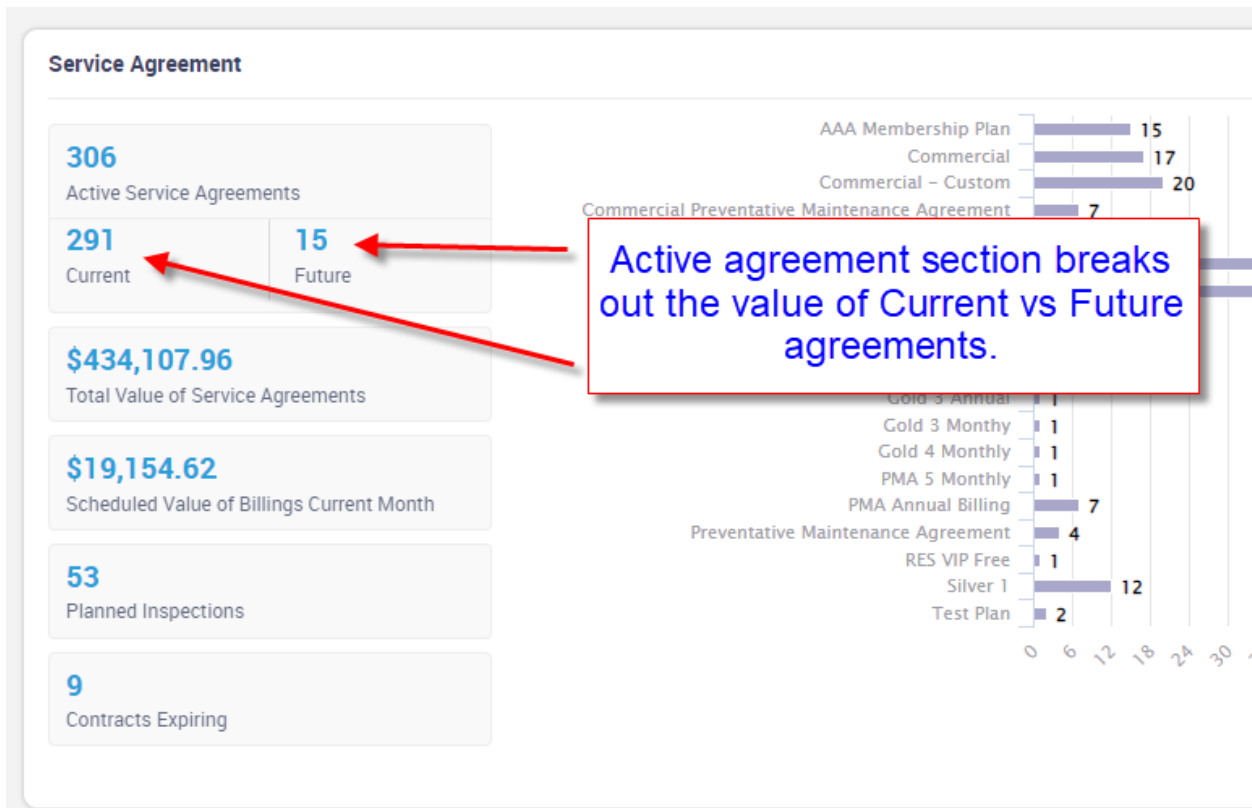 Service Agreement
306
Active Service Agreements
291
Current
15
Future
$434,107.96
Total Value of Service Agreements
$19,154.62
Scheduled Value of Billings Current Month
53
Planned Inspections
9
Contracts Expiring
AAA Membership Plan 15
Commercial 17
Commercial - Custom 20
Commercial Preventative Maintenance Agreement 7
Active agreement section breaks
out the value of Current vs Future
agreements.
Gold 3 Annual 1
Gold 3 Monthy 1
Gold 4 Monthly 1
PMA 5 Monthly 1
PMA Annual Billing 7
Preventative Maintenance Agreement 4
RES VIP Free 1
Silver 1 12
Test Plan 2
0 6 12 18 24 30